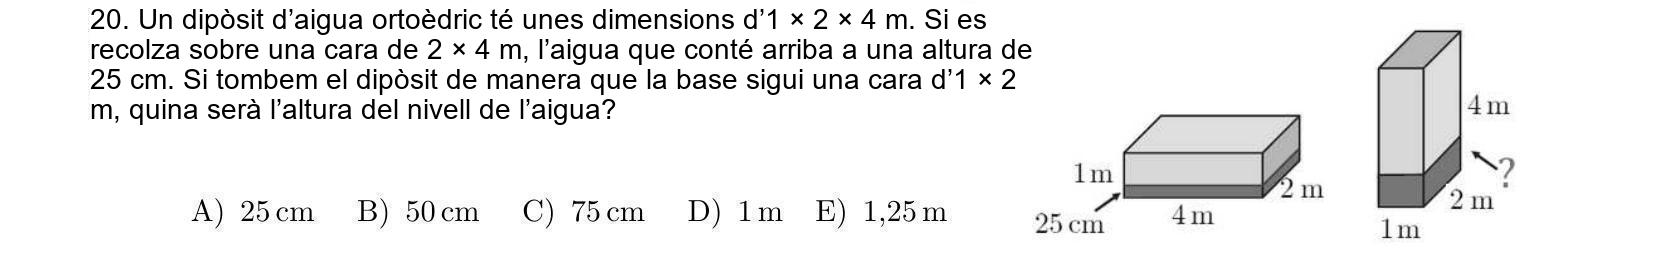 20. Un dipòsit d’aigua ortoèdric té unes dimensions d’1 × 2 × 4 m. Si es
recolza sobre una cara de 2 × 4 m, l’aigua que conté arriba a una altura de
25 cm. Si tombem el dipòsit de manera que la base sigui una cara d’1 × 2
m, quina serà l’altura del nivell de l’aigua?
A) 25 cm B) 50 cm C) 75 cm D) 1 m E) 1,25 m
1 m
25 cm
4 m
2 m
4 m
?
2 m
1 m